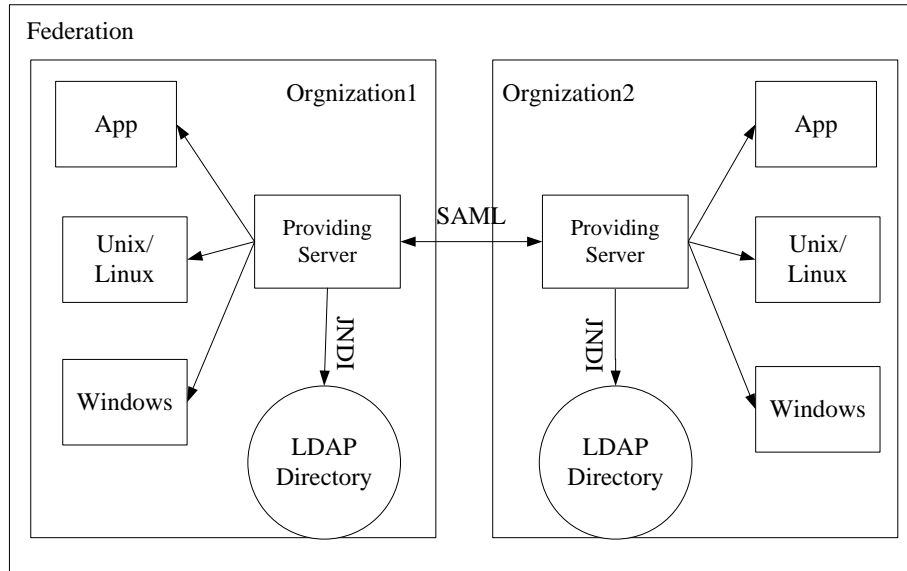 Federation
Orgnization1
App
Unix/
Linux
Windows
Providing
Server
JNDI
LDAP
Directory
SAML
Orgnization2
Providing
Server
JNDI
LDAP
Directory
App
Unix/
Linux
Windows